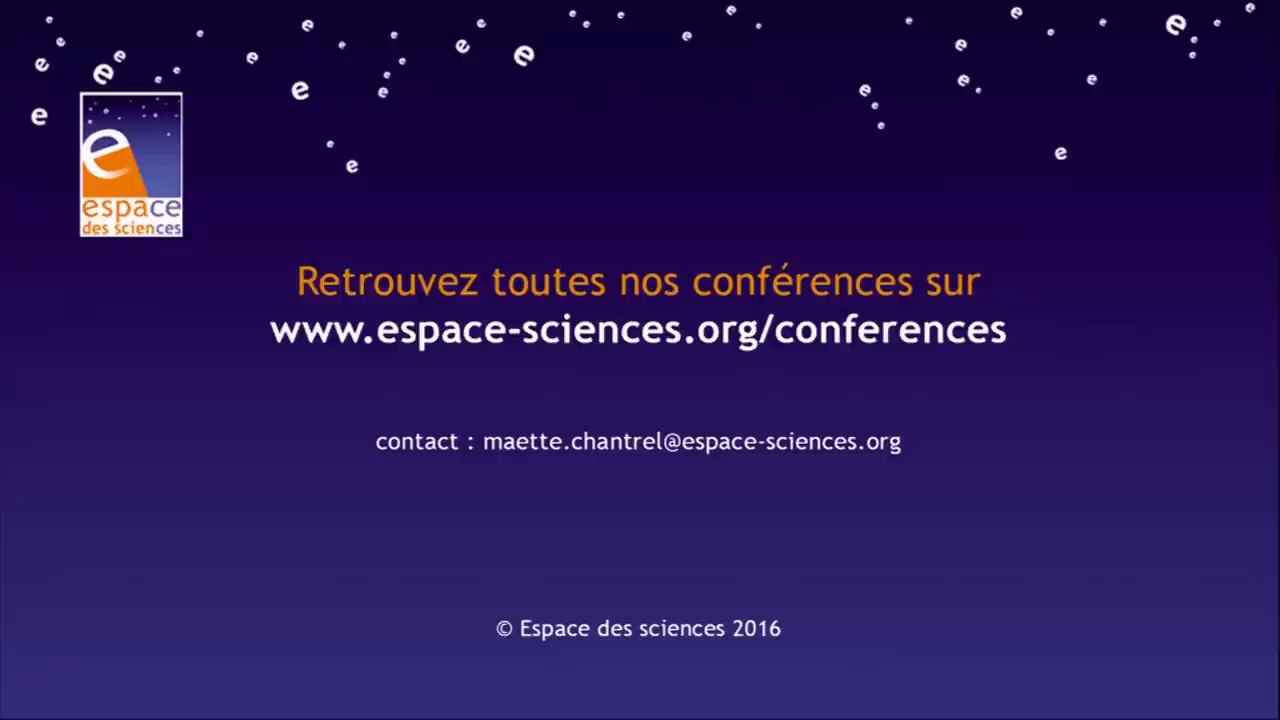 espace
des sciences
Retrouvez toutes nos conférences sur
www.espace-sciences.org/conferences
contact : maette.chantrel@espace-sciences.org
© Espace des sciences 2016